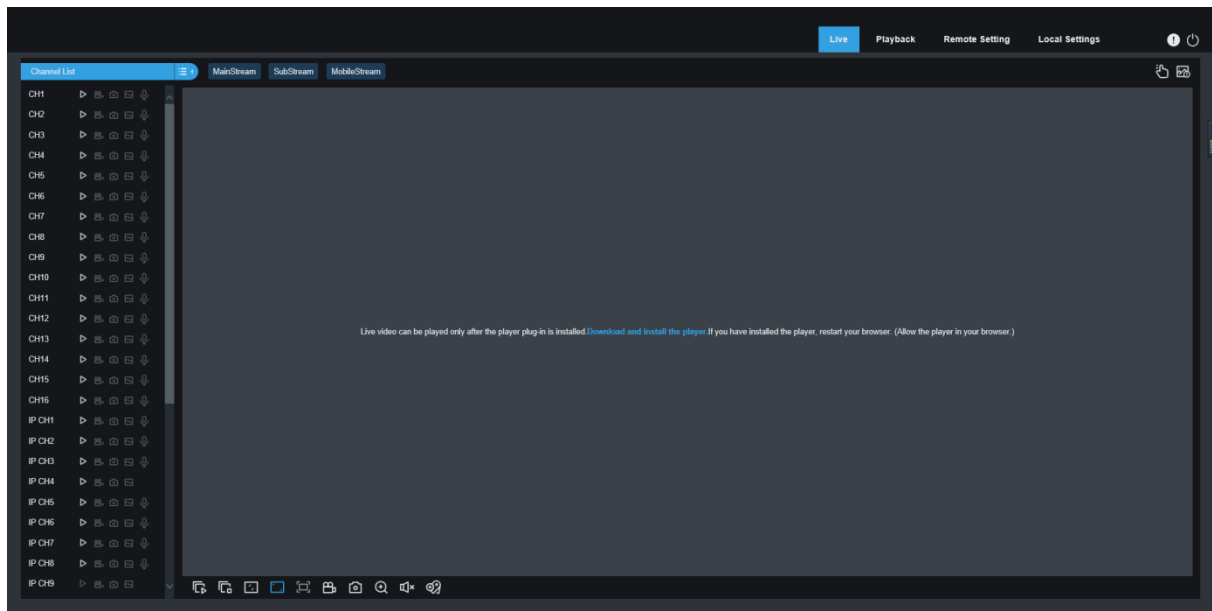 Live Playback Remote Setting Local Settings
Channel List MainStream SubStream MobileStream
CH1
CH2
CH3
CH4
CH5
CH6
CH7
CH8
CH9
CH10
CH11
CH12
Live video can be played only after the player plug-in is installed.Download and install the player.If you have installed the player, restart your browser. (Allow the player in your browser.)
CH13
CH14
CH15
CH16
IP CH1
IP CH2
IP CH3
IP CH4
IP CH5
IP CH6
IP CH7
IP CH8
IP CH9